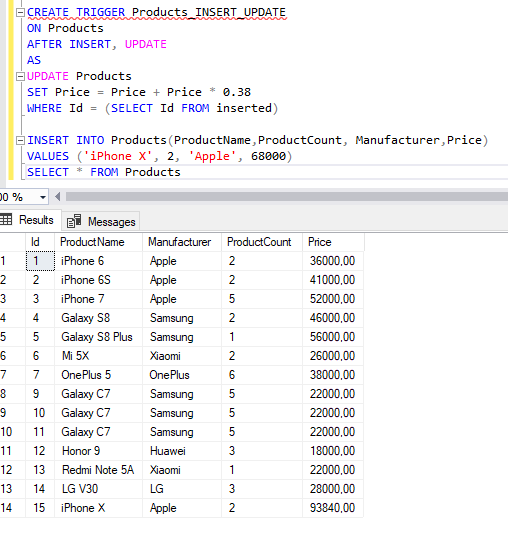 CREATE TRIGGER Products_INSERT_UPDATE
ON Products
AFTER INSERT, UPDATE
AS
UPDATE Products
SET Price = Price + Price * 0.38
WHERE Id = (SELECT Id FROM inserted)
INSERT INTO Products(ProductName,ProductCount, Manufacturer,Price)
VALUES ('iPhone X', 2, 'Apple', 68000)
SELECT * FROM Products
00 %
Results Messages
Id ProductName Manufacturer ProductCount Price
1 1 iPhone 6 Apple 2 36000,00
2 2 iPhone 6S Apple 2 41000,00
3 3 iPhone 7 Apple 5 52000,00
4 4 Galaxy S8 Samsung 2 46000,00
5 5 Galaxy S8 Plus Samsung 1 56000,00
6 6 Mi 5X Xiaomi 2 26000,00
7 7 OnePlus 5 OnePlus 6 38000,00
8 9 Galaxy C7 Samsung 5 22000,00
9 10 Galaxy C7 Samsung 5 22000,00
10 11 Galaxy C7 Samsung 5 22000,00
11 12 Honor 9 Huawei 3 18000,00
12 13 Redmi Note 5A Xiaomi 1 22000,00
13 14 LG V30 LG 3 28000,00
14 15 iPhone X Apple 2 93840,00